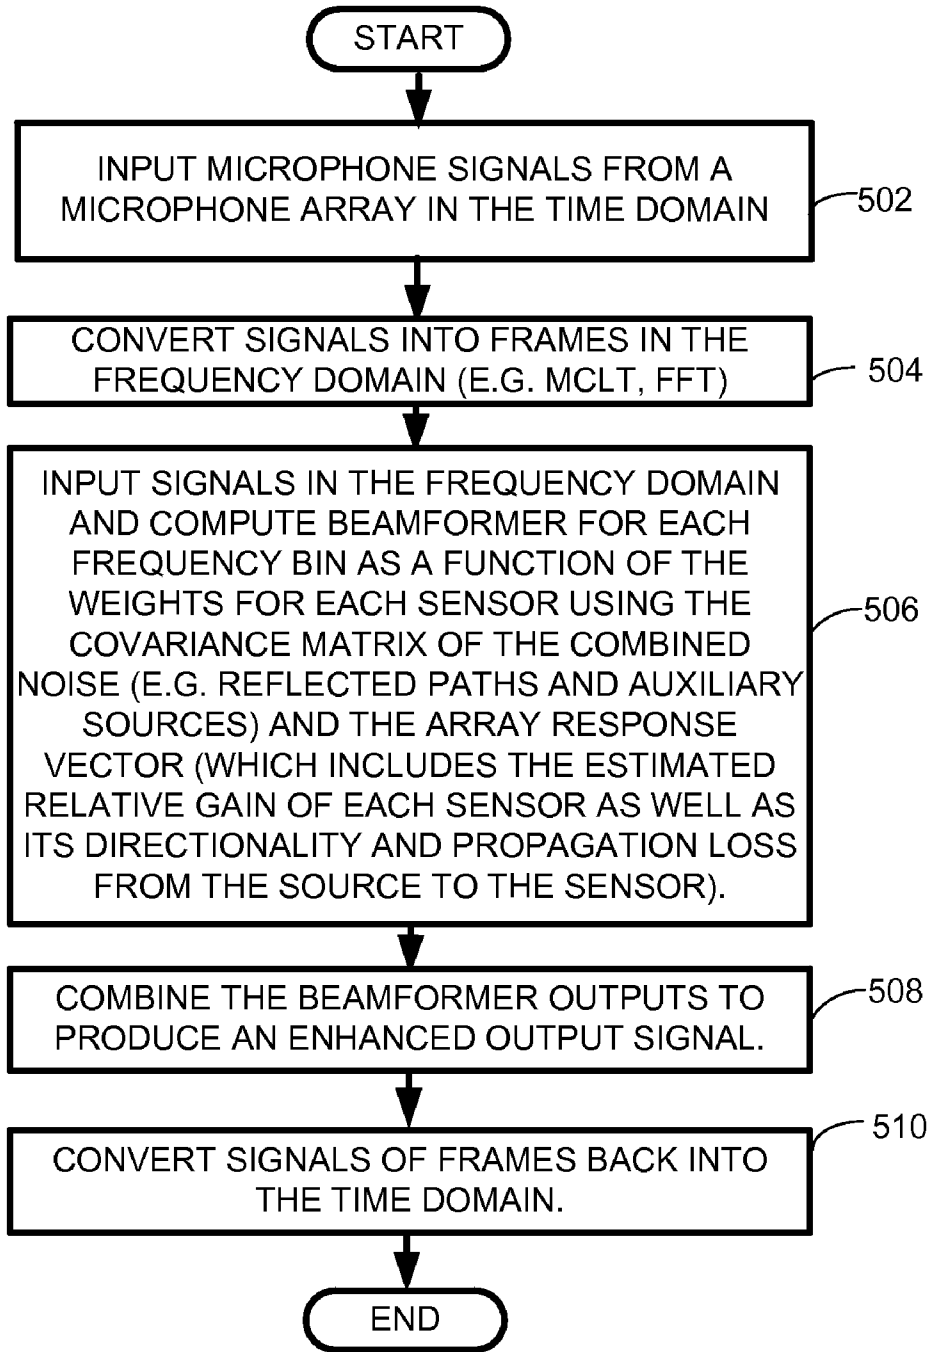 START
INPUT MICROPHONE SIGNALS FROM A
MICROPHONE ARRAY IN THE TIME DOMAIN
502
CONVERT SIGNALS INTO FRAMES IN THE
FREQUENCY DOMAIN (E.G. MCLT, FFT)
504
INPUT SIGNALS IN THE FREQUENCY DOMAIN
AND COMPUTE BEAMFORMER FOR EACH
FREQUENCY BIN AS A FUNCTION OF THE
WEIGHTS FOR EACH SENSOR USING THE
COVARIANCE MATRIX OF THE COMBINED
NOISE (E.G. REFLECTED PATHS AND AUXILIARY
SOURCES) AND THE ARRAY RESPONSE
VECTOR (WHICH INCLUDES THE ESTIMATED
RELATIVE GAIN OF EACH SENSOR AS WELL AS
ITS DIRECTIONALITY AND PROPAGATION LOSS
FROM THE SOURCE TO THE SENSOR).
506
COMBINE THE BEAMFORMER OUTPUTS TO
PRODUCE AN ENHANCED OUTPUT SIGNAL.
508
CONVERT SIGNALS OF FRAMES BACK INTO
THE TIME DOMAIN.
510
END